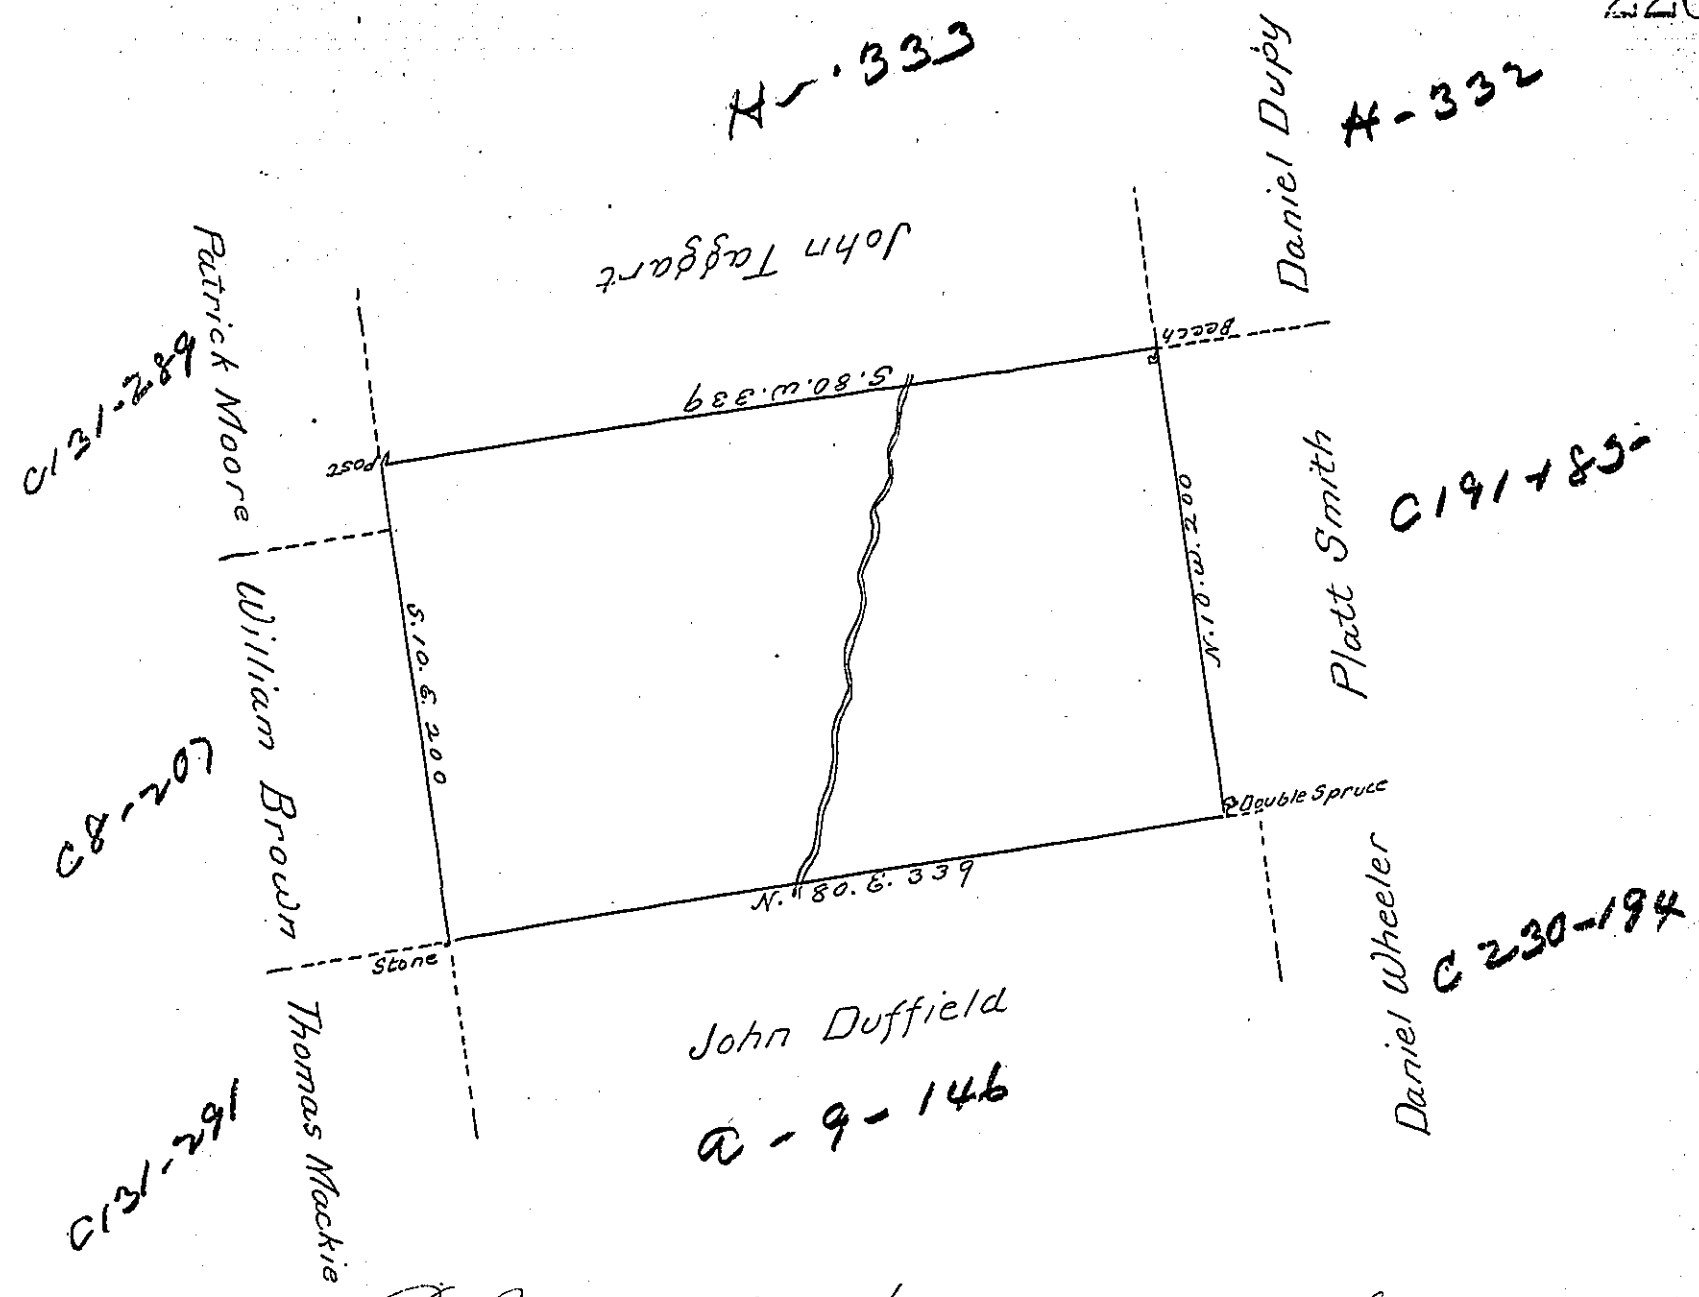 H-333
Daniel Dupy
H-332
John Taggart
Patrick Moore
C131-289
Beech
S.80.W.339
Post
Platt Smith
C191-185-
N.10.W.200
S.10.E.200
William Brown
C8-207
Double Spruce
N.80.E.339
Daniel Wheeler
C230-194
Stone
John Duffield
a-9-146
Thomas Mackie
C131-291